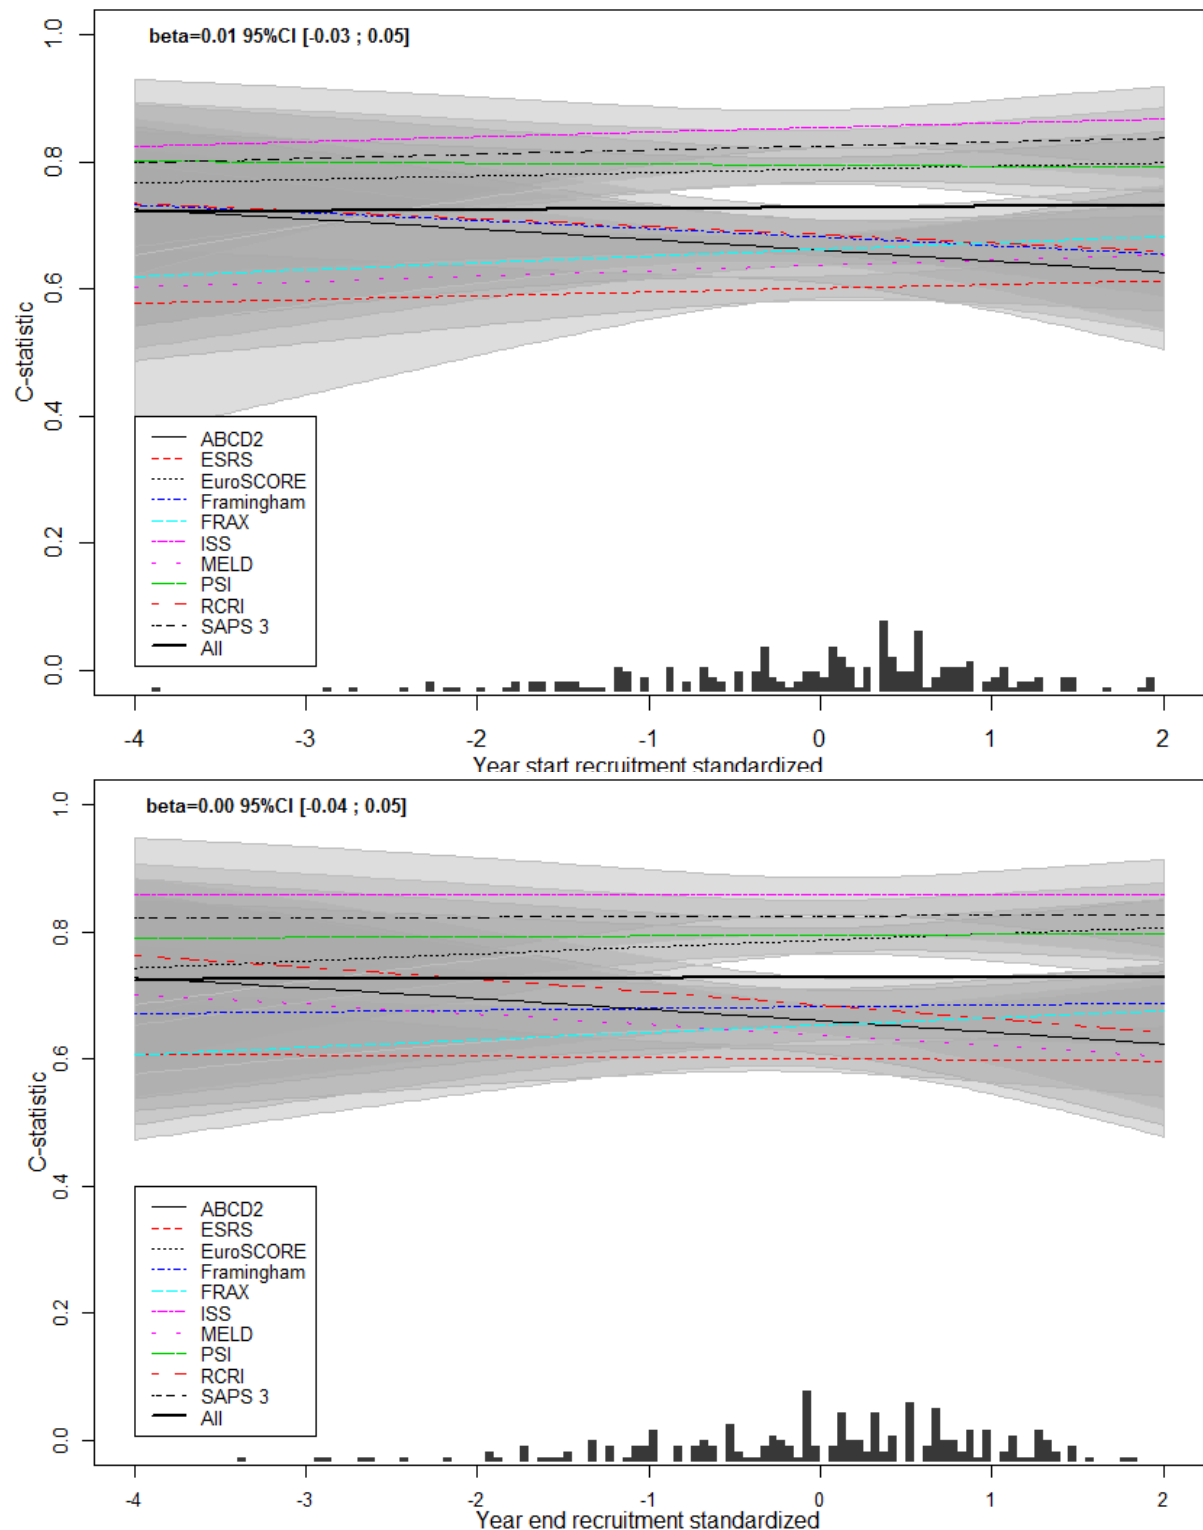 beta=0.01 95%CI [-0.03 ; 0.05]
1.0
0.8
0.6
0.4
0.2
0.0
C-statistic
ABCD2
ESRS
EuroSCORE
Framingham
FRAX
ISS
MELD
PSI
RCRI
SAPS 3
All
-4 -3 -2 -1 0 1 2
Year start recruitment standardized
beta=0.00 95%CI [-0.04 ; 0.05]
1.0
0.8
0.6
0.4
0.2
0.0
C-statistic
ABCD2
ESRS
EuroSCORE
Framingham
FRAX
ISS
MELD
PSI
RCRI
SAPS 3
All
-4 -3 -2 -1 0 1 2
Year end recruitment standardized